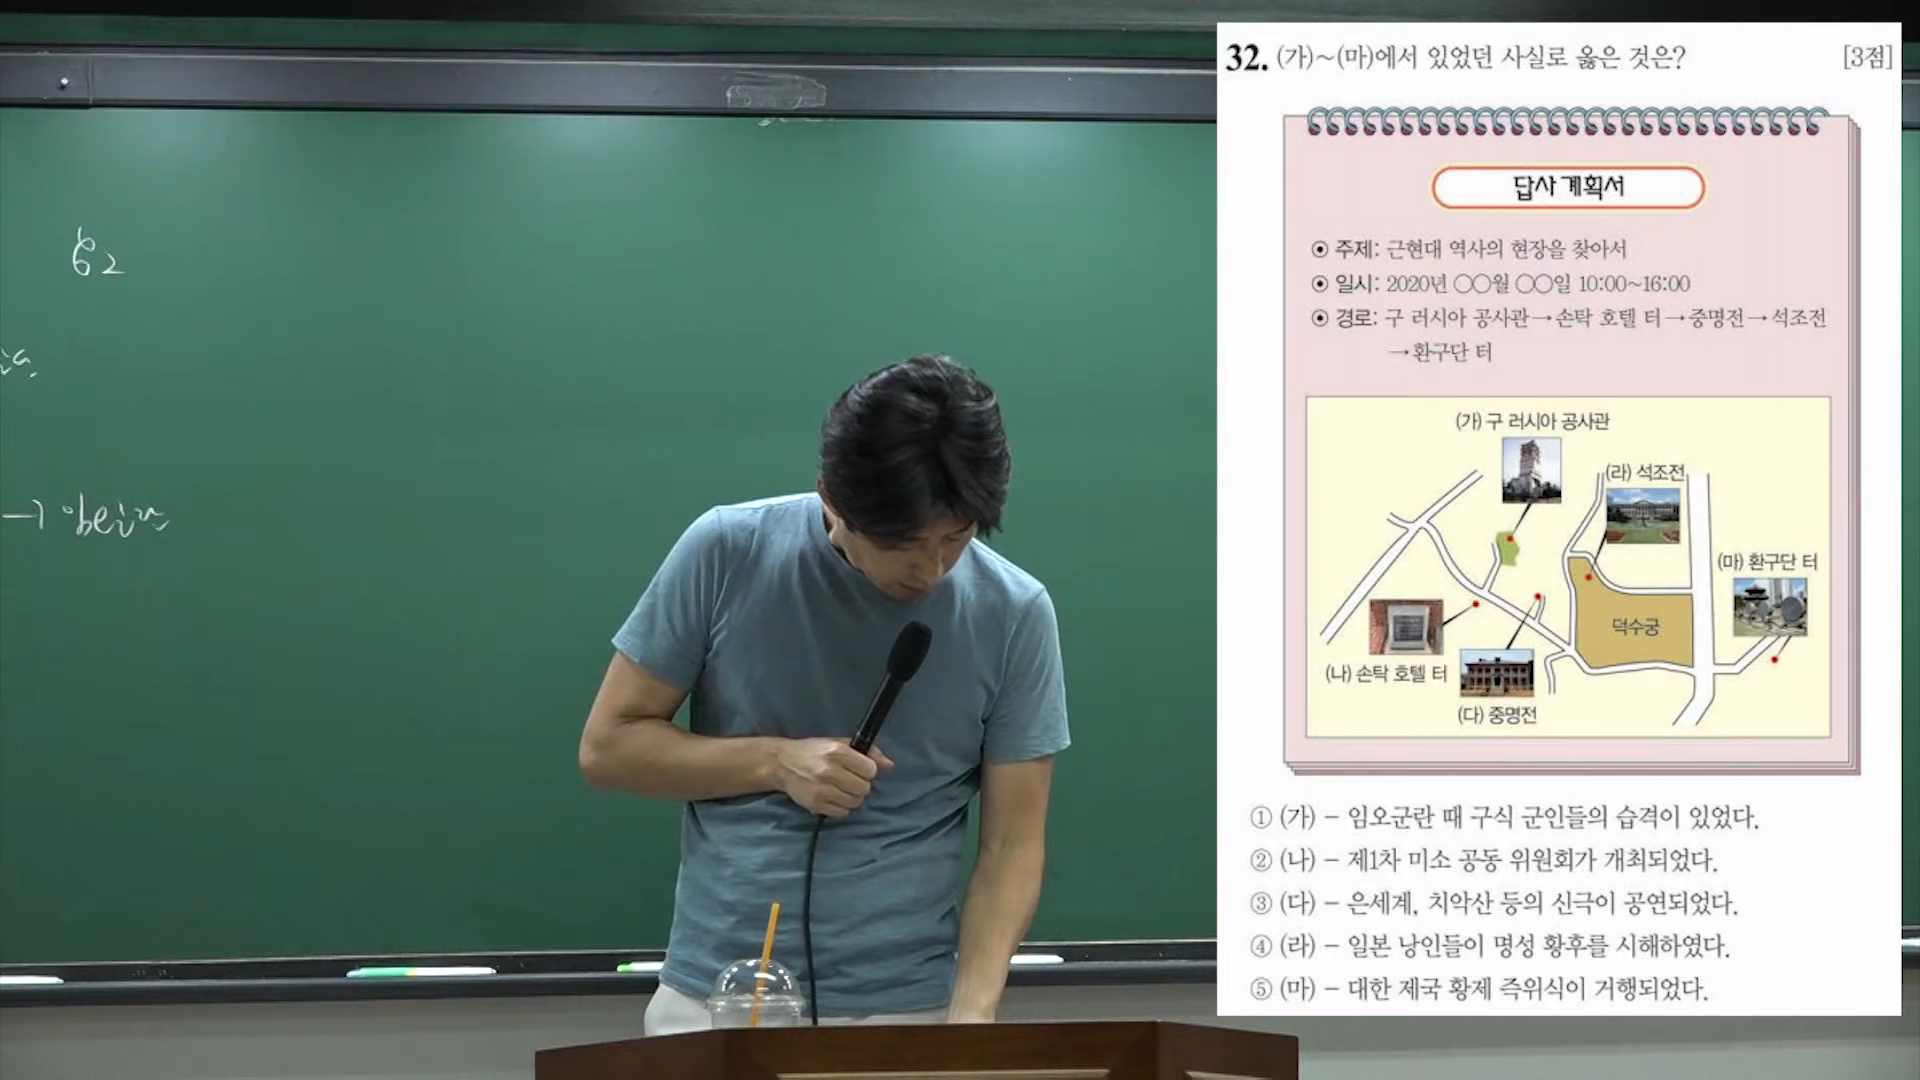 62
32. (가)~(마)에서 있었던 사실로 옳은 것은? [3점]
답사 계획서
⊙ 주제: 근현대 역사의 현장을 찾아서
⊙ 일시: 2020년 ○○월 ○○일 10:00~16:00
⊙ 경로: 구 러시아 공사관→손탁 호텔 터→중명전→석조전
→환구단 터
(가) 구 러시아 공사관
(라) 석조전
(마) 환구단 터
덕수궁
(나) 손탁 호텔 터
(다) 중명전
① (가) - 임오군란 때 구식 군인들의 습격이 있었다.
② (나) - 제1차 미소 공동 위원회가 개최되었다.
③ (다) - 은세계, 치악산 등의 신극이 공연되었다.
④ (라) - 일본 낭인들이 명성 황후를 시해하였다.
⑤ (마) - 대한 제국 황제 즉위식이 거행되었다.